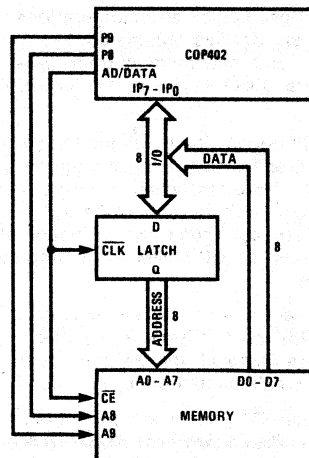 P9
P8
AD/DATA
COP402
IP7 - IP0
8
I/O
DATA
8
D
CLK LATCH
Q
ADDRESS
8
A0 - A7 D0 - D7
CE
A8
A9
MEMORY